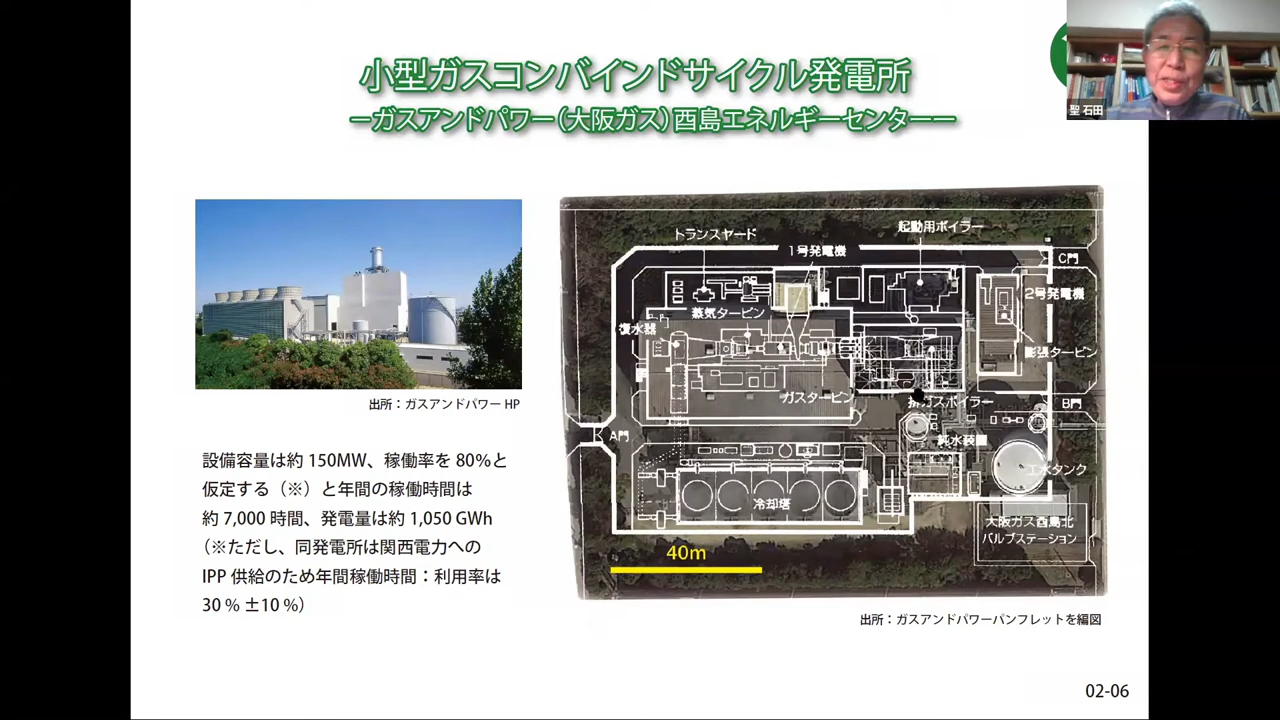 小型ガスコンバインドサイクル発電所
−ガスアンドパワー(大阪ガス)酉島エネルギーセンター−
聖 石田
トランスヤード
1号発電機
起動用ボイラー
C門
2号発電機
蒸気タービン
復水器
膨張タービン
ガスタービン
排ガスボイラー
B門
A門
純水装置
工水タンク
冷却塔
大阪ガス酉島北
バルブステーション
40m
出所:ガスアンドパワー HP
設備容量は約 150MW、稼働率を 80%と
仮定する(※)と年間の稼働時間は
約 7,000 時間、発電量は約 1,050 GWh
(※ただし、同発電所は関西電力への
IPP 供給のため年間稼働時間:利用率は
30 % ±10 %)
出所:ガスアンドパワーパンフレットを編図
02-06